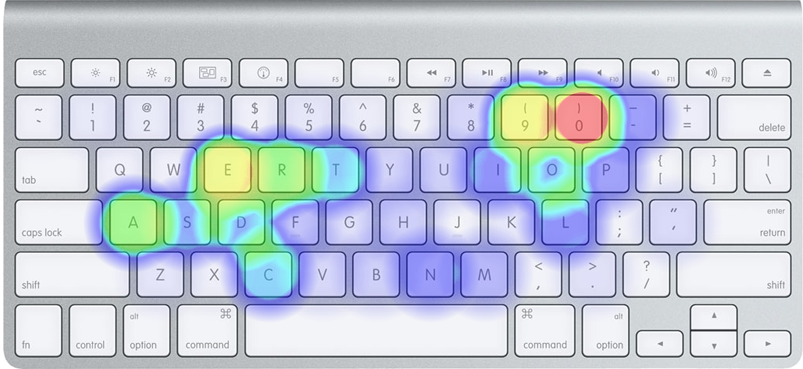 esc F1 F2 F3 F4 F5 F6 F7 F8 F9 F10 F11 F12
~ ! @ # $ % ^ & * ( ) — +
` 1 2 3 4 5 6 7 8 9 0 - = delete
tab Q W E R T Y U I O P { [ } ] | \
caps lock A S D F G H J K L : ; " ' enter return
shift Z X C V B N M < , > . ? / shift
fn control alt option ⌘ command ⌘ command alt option